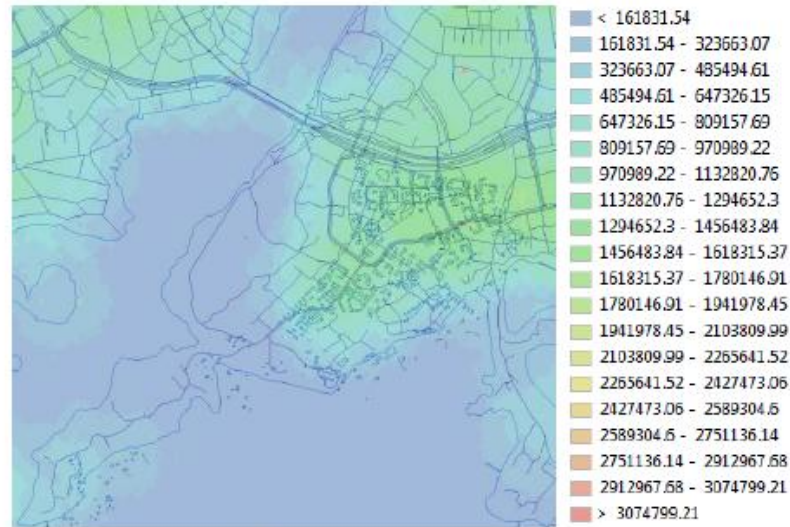 < 161831.54
161831.54 - 323663.07
323663.07 - 485494.61
485494.61 - 647326.15
647326.15 - 809157.69
809157.69 - 970989.22
970989.22 - 1132820.76
1132820.76 - 1294652.3
1294652.3 - 1456483.84
1456483.84 - 1618315.37
1618315.37 - 1780146.91
1780146.91 - 1941978.45
1941978.45 - 2103809.99
2103809.99 - 2265641.52
2265641.52 - 2427473.06
2427473.06 - 2589304.6
2589304.6 - 2751136.14
2751136.14 - 2912967.68
2912967.68 - 3074799.21
> 3074799.21